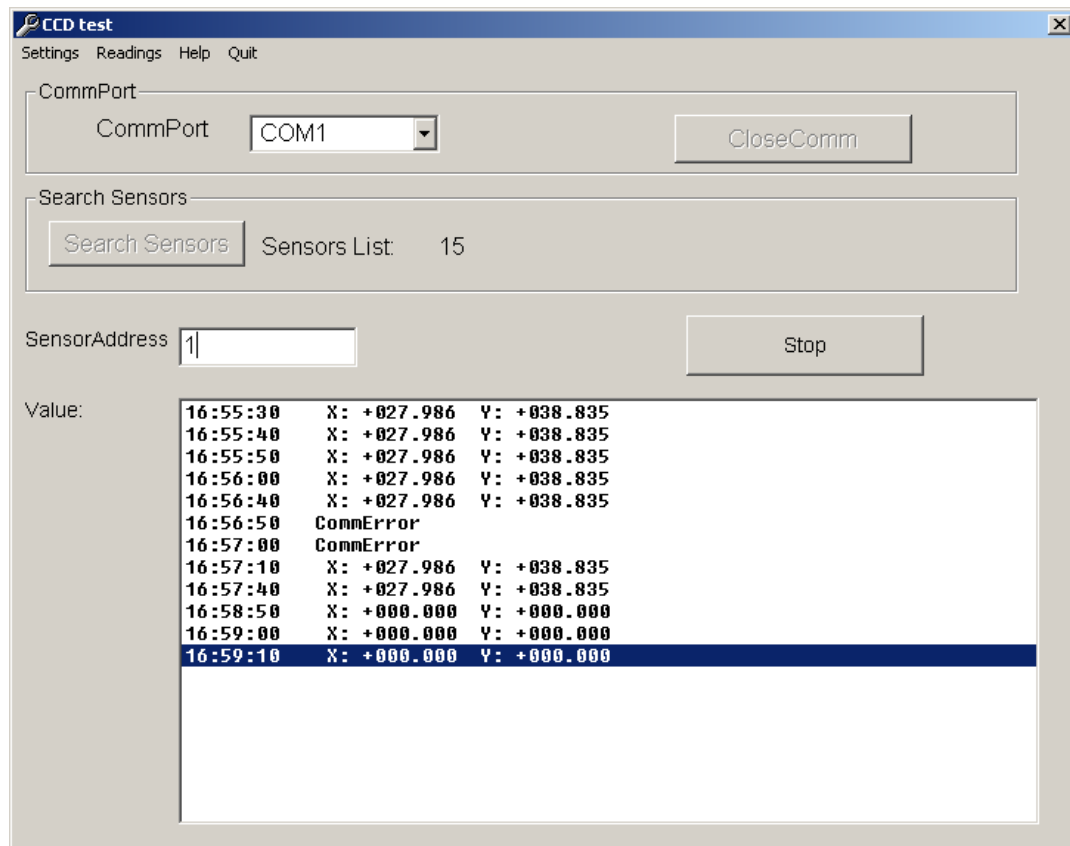 CCD test
Settings Readings Help Quit
CommPort
CommPort COM1 CloseComm
Search Sensors
Search Sensors Sensors List: 15
SensorAddress 1 Stop
Value:
16:55:30 X: +027.986 Y: +038.835
16:55:40 X: +027.986 Y: +038.835
16:55:50 X: +027.986 Y: +038.835
16:56:00 X: +027.986 Y: +038.835
16:56:40 X: +027.986 Y: +038.835
16:56:50 CommError
16:57:00 CommError
16:57:10 X: +027.986 Y: +038.835
16:57:40 X: +027.986 Y: +038.835
16:58:50 X: +000.000 Y: +000.000
16:59:00 X: +000.000 Y: +000.000
16:59:10 X: +000.000 Y: +000.000